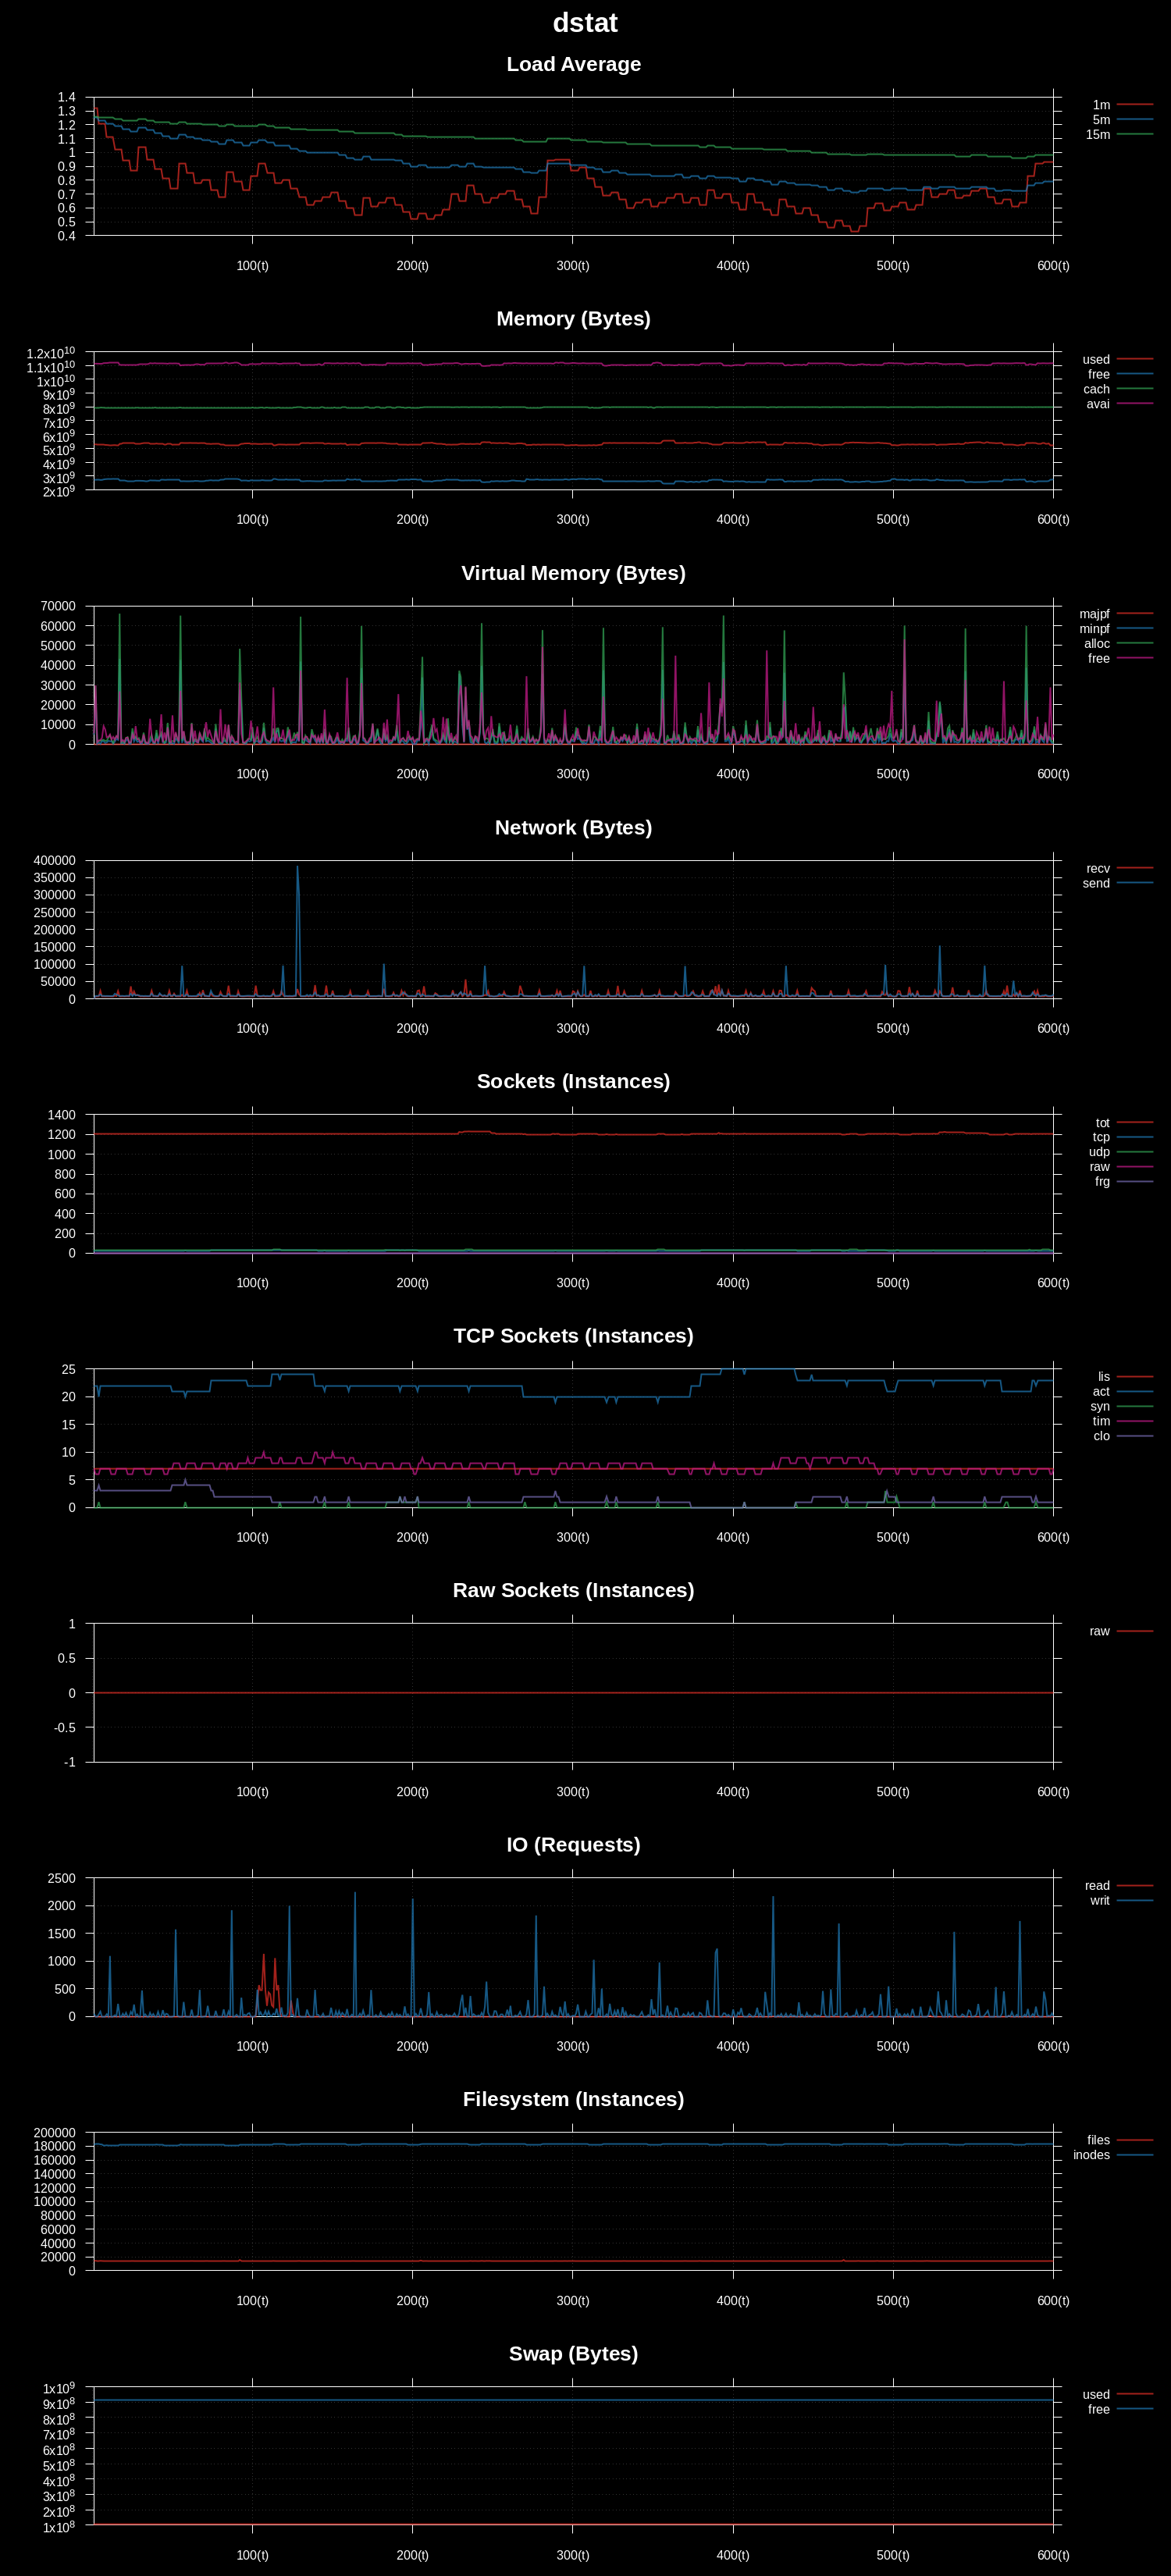 dstat
Load Average
1.4
1.3
1.2
1.1
1
0.9
0.8
0.7
0.6
0.5
0.4
1m
5m
15m
100(t) 200(t) 300(t) 400(t) 500(t) 600(t)
Memory (Bytes)
1.2x10^10
1.1x10^10
1x10^10
9x10^9
8x10^9
7x10^9
6x10^9
5x10^9
4x10^9
3x10^9
2x10^9
used
free
cach
avai
100(t) 200(t) 300(t) 400(t) 500(t) 600(t)
Virtual Memory (Bytes)
70000
60000
50000
40000
30000
20000
10000
0
majpf
minpf
alloc
free
100(t) 200(t) 300(t) 400(t) 500(t) 600(t)
Network (Bytes)
400000
350000
300000
250000
200000
150000
100000
50000
0
recv
send
100(t) 200(t) 300(t) 400(t) 500(t) 600(t)
Sockets (Instances)
1400
1200
1000
800
600
400
200
0
tot
tcp
udp
raw
frg
100(t) 200(t) 300(t) 400(t) 500(t) 600(t)
TCP Sockets (Instances)
25
20
15
10
5
0
lis
act
syn
tim
clo
100(t) 200(t) 300(t) 400(t) 500(t) 600(t)
Raw Sockets (Instances)
1
0.5
0
-0.5
-1
raw
100(t) 200(t) 300(t) 400(t) 500(t) 600(t)
IO (Requests)
2500
2000
1500
1000
500
0
read
writ
100(t) 200(t) 300(t) 400(t) 500(t) 600(t)
Filesystem (Instances)
200000
180000
160000
140000
120000
100000
80000
60000
40000
20000
0
files
inodes
100(t) 200(t) 300(t) 400(t) 500(t) 600(t)
Swap (Bytes)
1x10^9
9x10^8
8x10^8
7x10^8
6x10^8
5x10^8
4x10^8
3x10^8
2x10^8
1x10^8
used
free
100(t) 200(t) 300(t) 400(t) 500(t) 600(t)